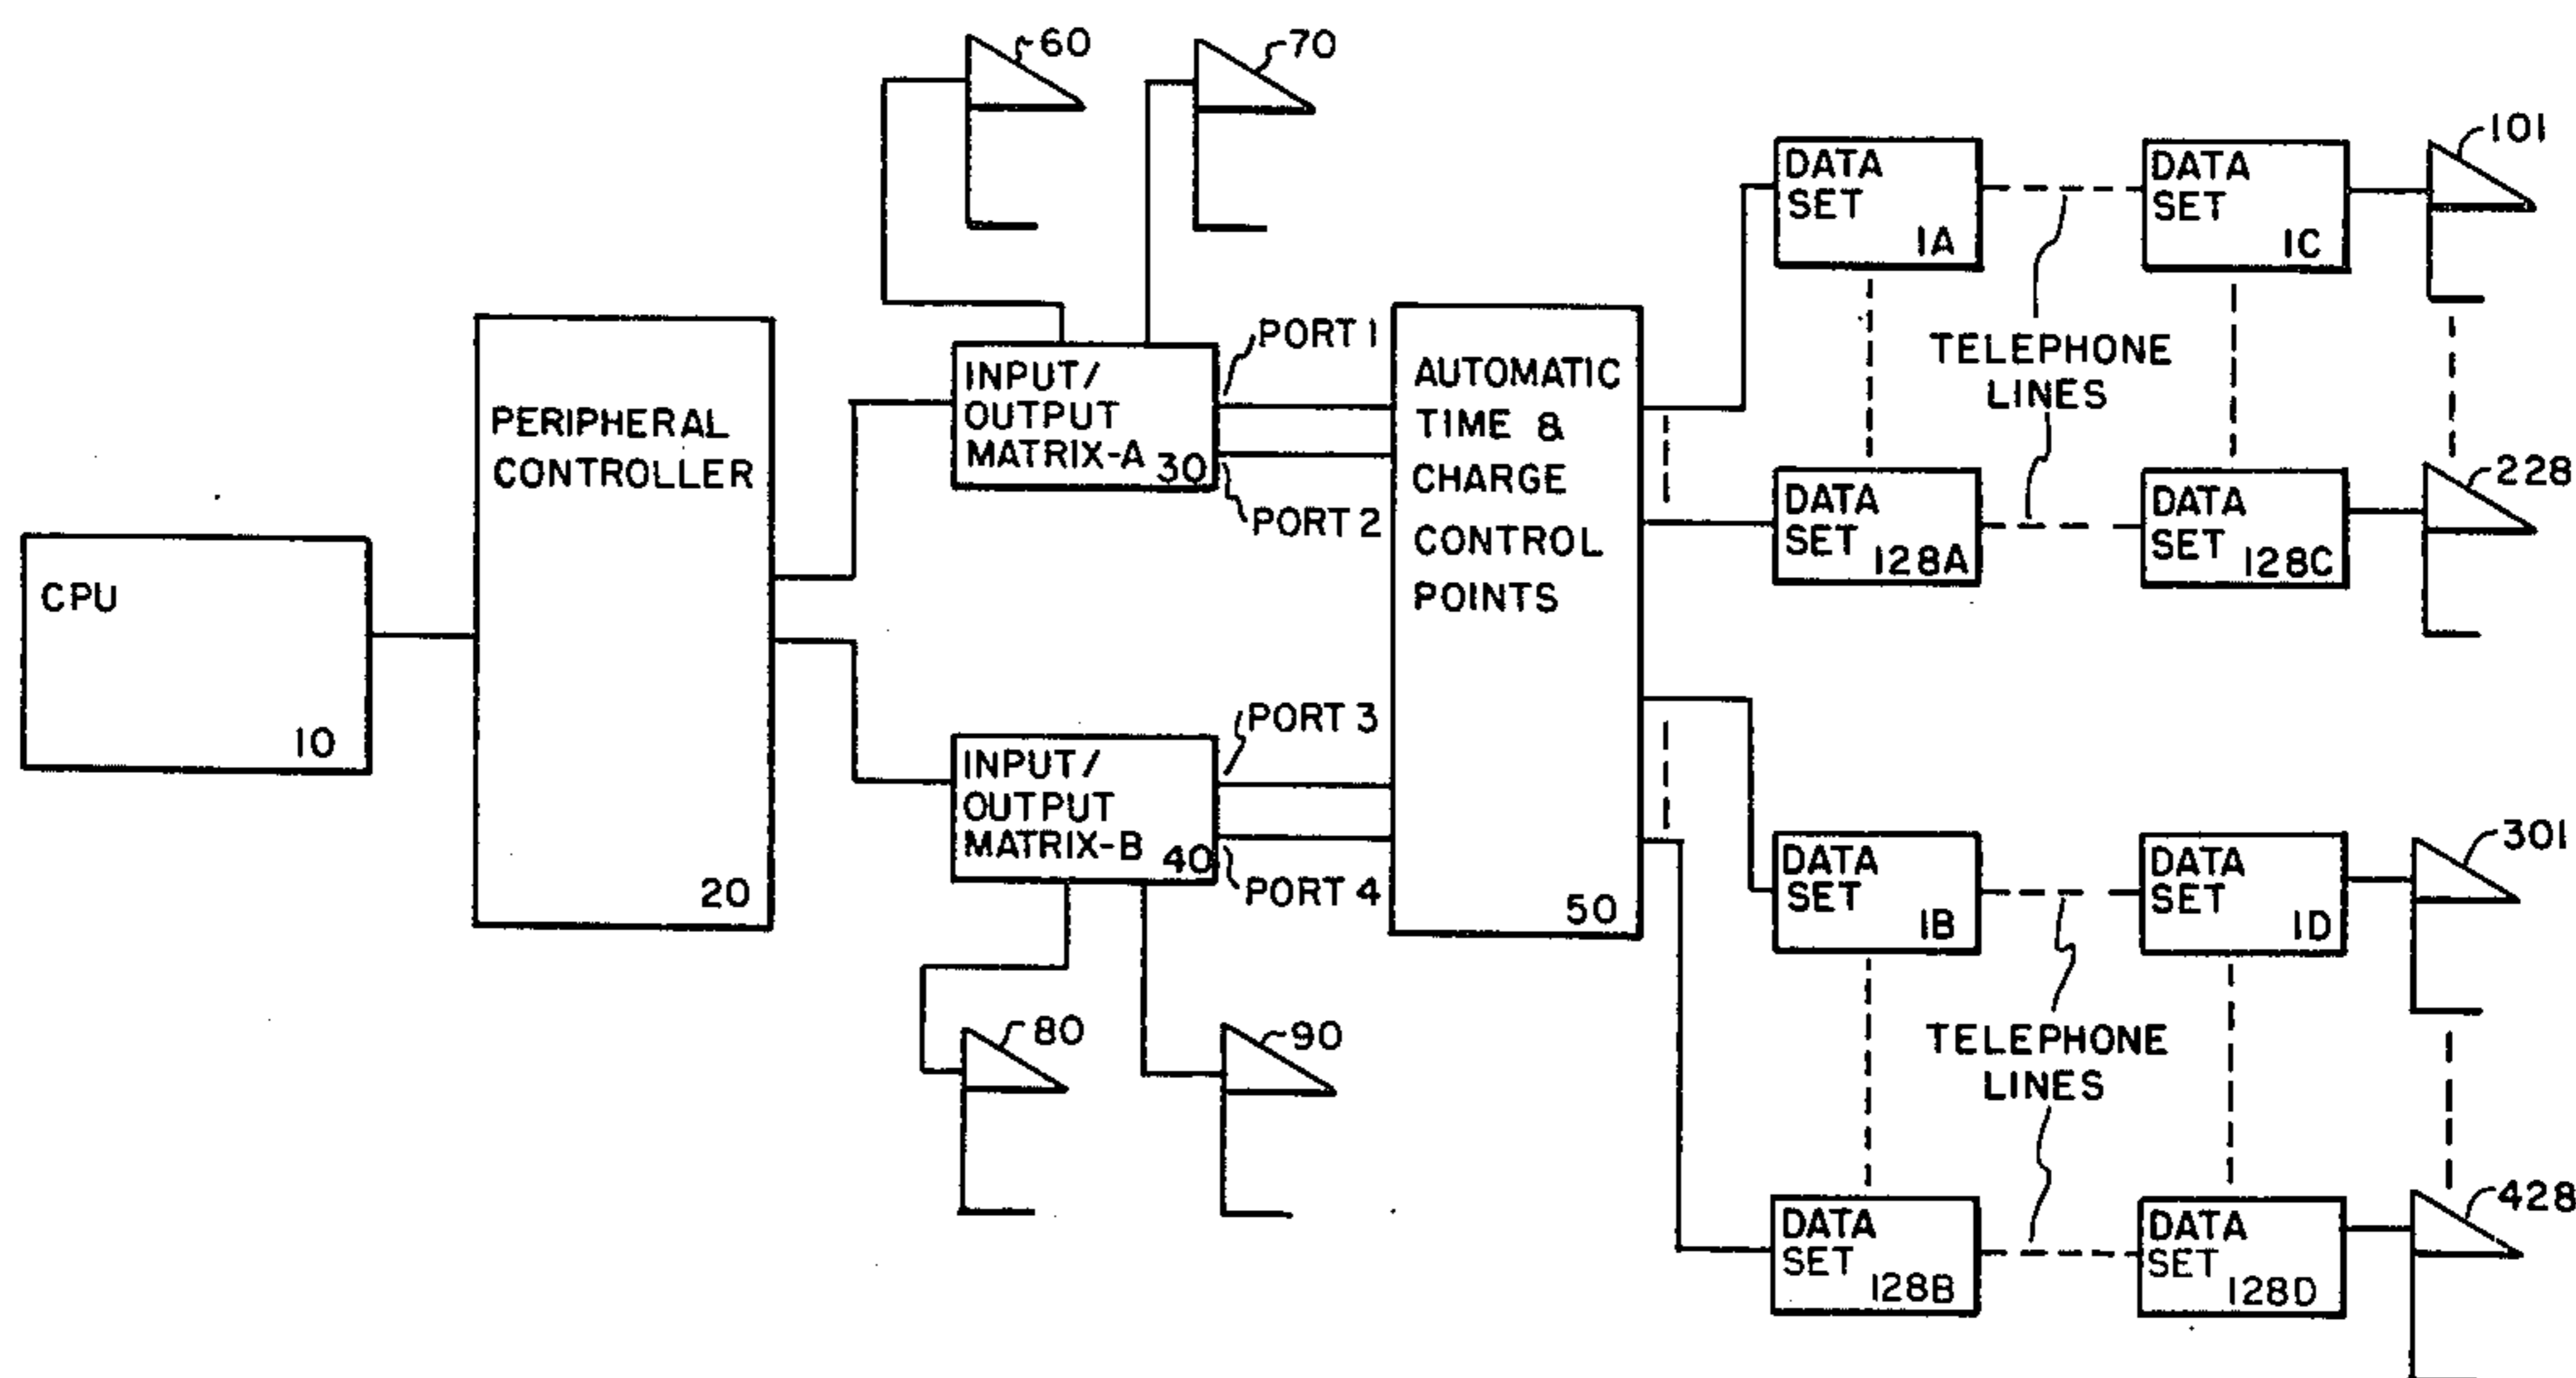 60
70
101
DATA
SET
1A
DATA
SET
1C
TELEPHONE
LINES
PORT 1
INPUT/
OUTPUT
MATRIX-A 30
PORT 2
AUTOMATIC
TIME &
CHARGE
CONTROL
POINTS
50
PERIPHERAL
CONTROLLER
20
228
DATA
SET
128A
DATA
SET
128C
CPU
10
PORT 3
INPUT/
OUTPUT
MATRIX-B 40
PORT 4
301
DATA
SET
1B
DATA
SET
1D
80
90
TELEPHONE
LINES
428
DATA
SET
128B
DATA
SET
128D